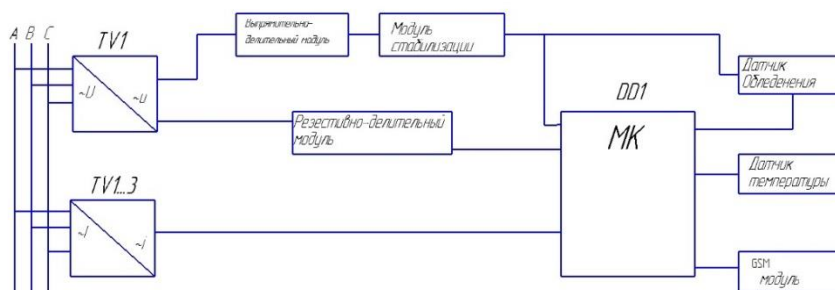 A B C
TV1
~U
~u
Выпрямительно-
делительный модуль
Модуль
стабилизации
Датчик
Обледенения
Резестивно-делительный
модуль
DD1
МК
Датчик
температуры
TV1...3
~I
~i
GSM
модуль